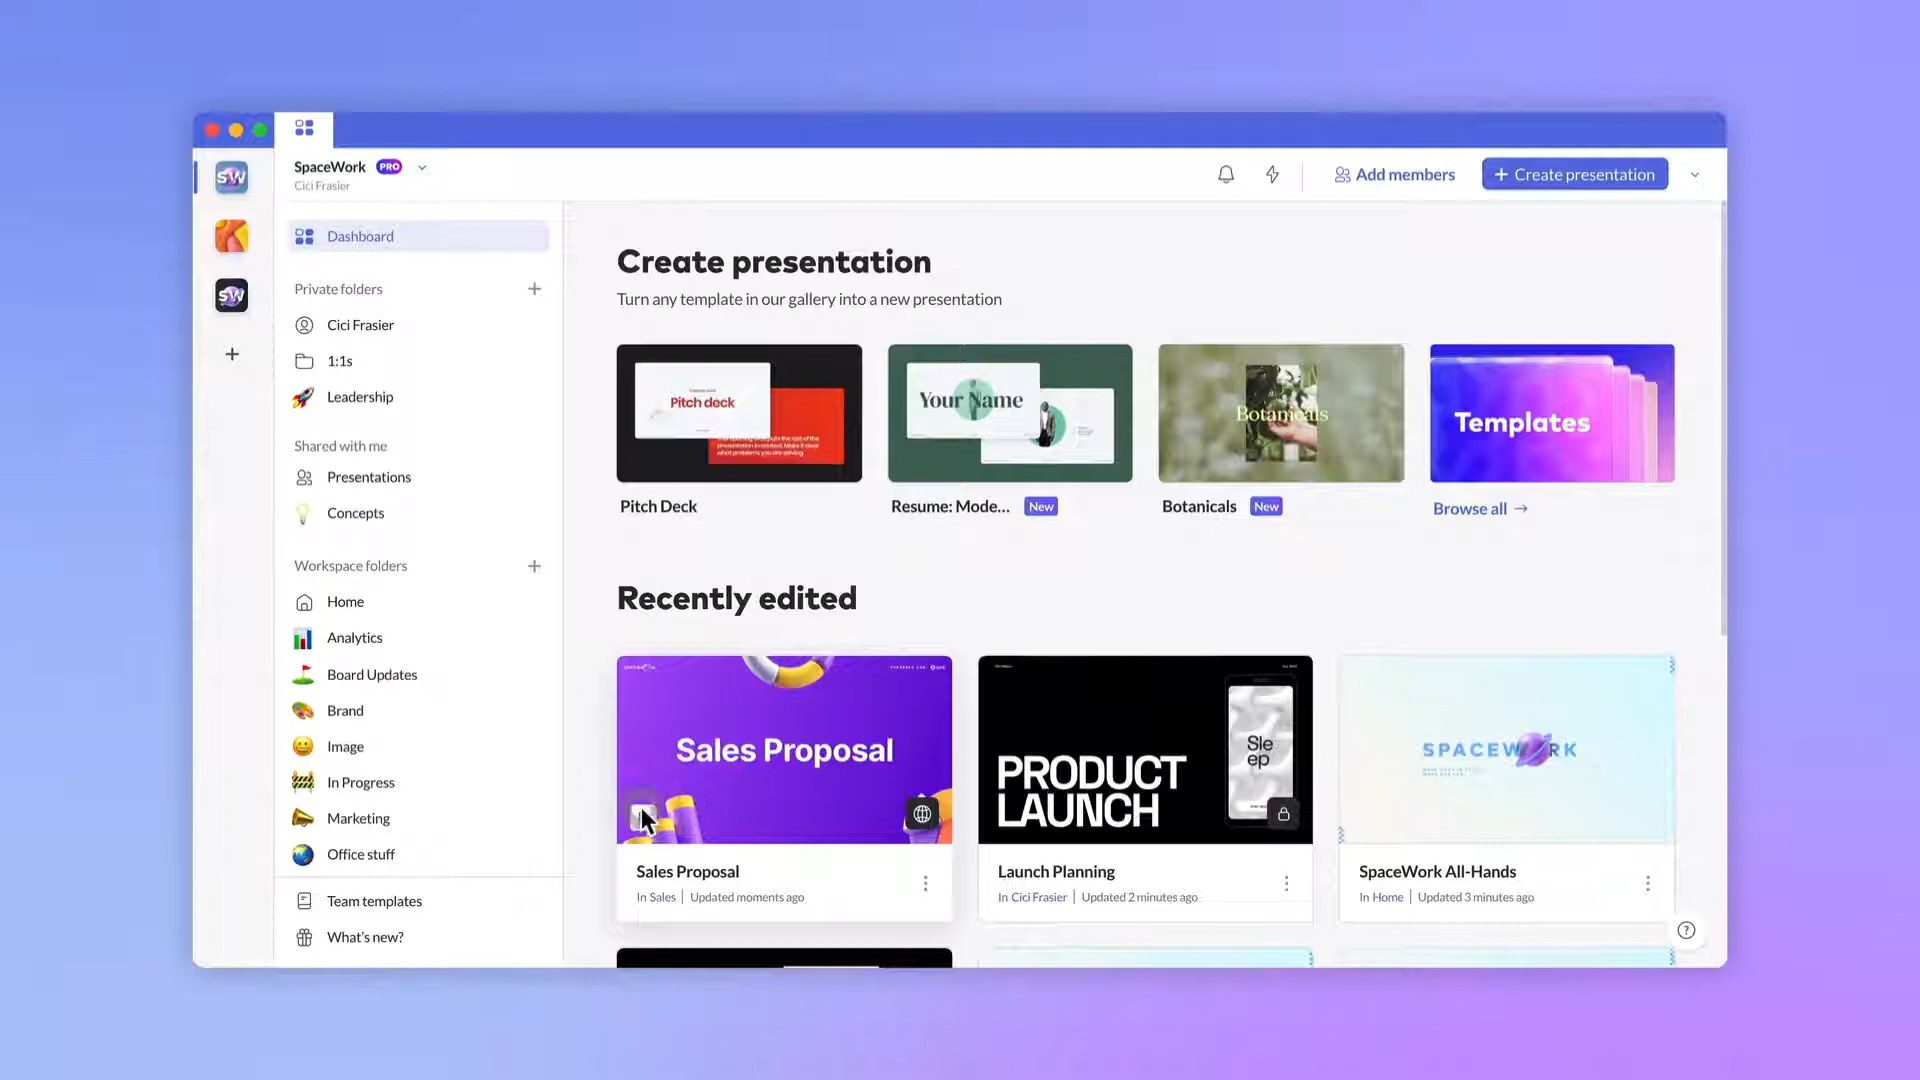 SpaceWork PRO
Cici Frasier
Add members
+ Create presentation
SW
SW
Dashboard
Private folders
Cici Frasier
1:1s
Leadership
Shared with me
Presentations
Concepts
Workspace folders
Home
Analytics
Board Updates
Brand
Image
In Progress
Marketing
Office stuff
Team templates
What's new?
Create presentation
Turn any template in our gallery into a new presentation
Pitch deck
Your Name
Botanicals
Templates
Pitch Deck
Resume: Mode... New
Botanicals New
Browse all →
Recently edited
Sales Proposal
PRODUCT
LAUNCH
Sle
ep
SPACEWORK
Sales Proposal
In Sales | Updated moments ago
Launch Planning
In Cici Frasier | Updated 2 minutes ago
SpaceWork All-Hands
In Home | Updated 3 minutes ago